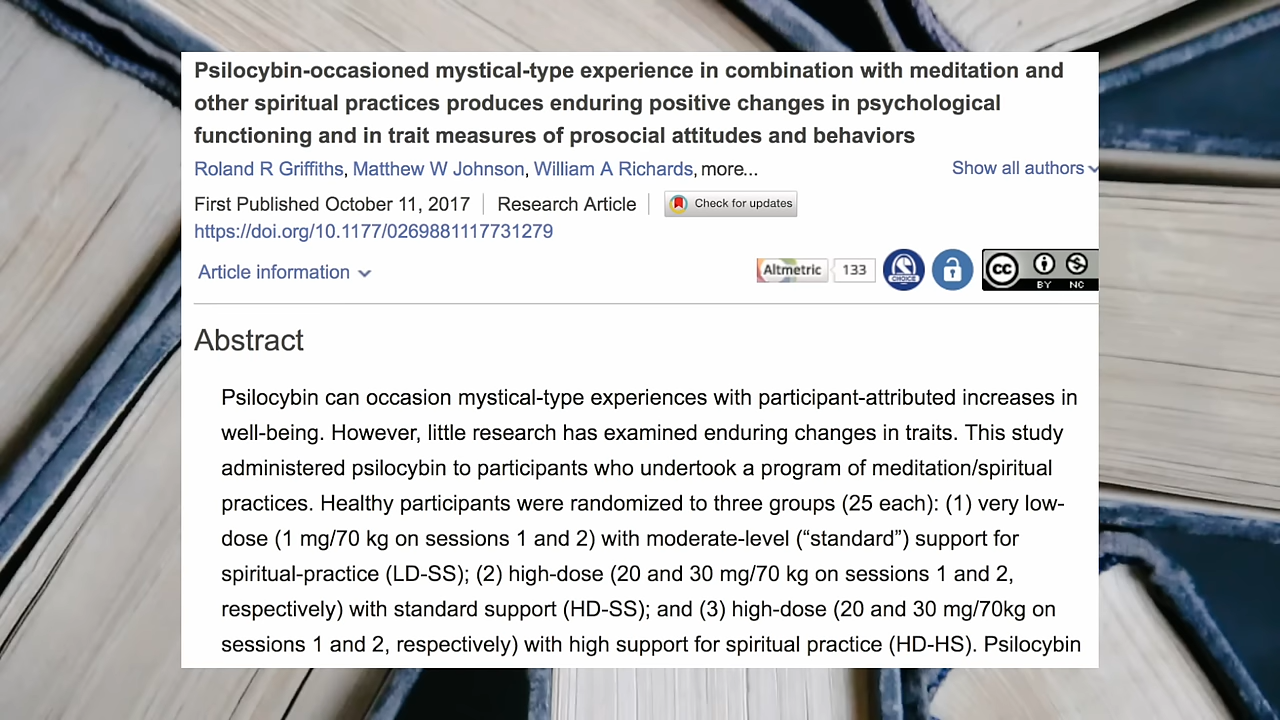 Psilocybin-occasioned mystical-type experience in combination with meditation and
other spiritual practices produces enduring positive changes in psychological
functioning and in trait measures of prosocial attitudes and behaviors
Roland R Griffiths, Matthew W Johnson, William A Richards, more... Show all authors
First Published October 11, 2017 Research Article Check for updates
https://doi.org/10.1177/0269881117731279
Article information Altmetric 133 CHOICE CC BY NC
Abstract
Psilocybin can occasion mystical-type experiences with participant-attributed increases in
well-being. However, little research has examined enduring changes in traits. This study
administered psilocybin to participants who undertook a program of meditation/spiritual
practices. Healthy participants were randomized to three groups (25 each): (1) very low-
dose (1 mg/70 kg on sessions 1 and 2) with moderate-level (“standard”) support for
spiritual-practice (LD-SS); (2) high-dose (20 and 30 mg/70 kg on sessions 1 and 2,
respectively) with standard support (HD-SS); and (3) high-dose (20 and 30 mg/70kg on
sessions 1 and 2, respectively) with high support for spiritual practice (HD-HS). Psilocybin